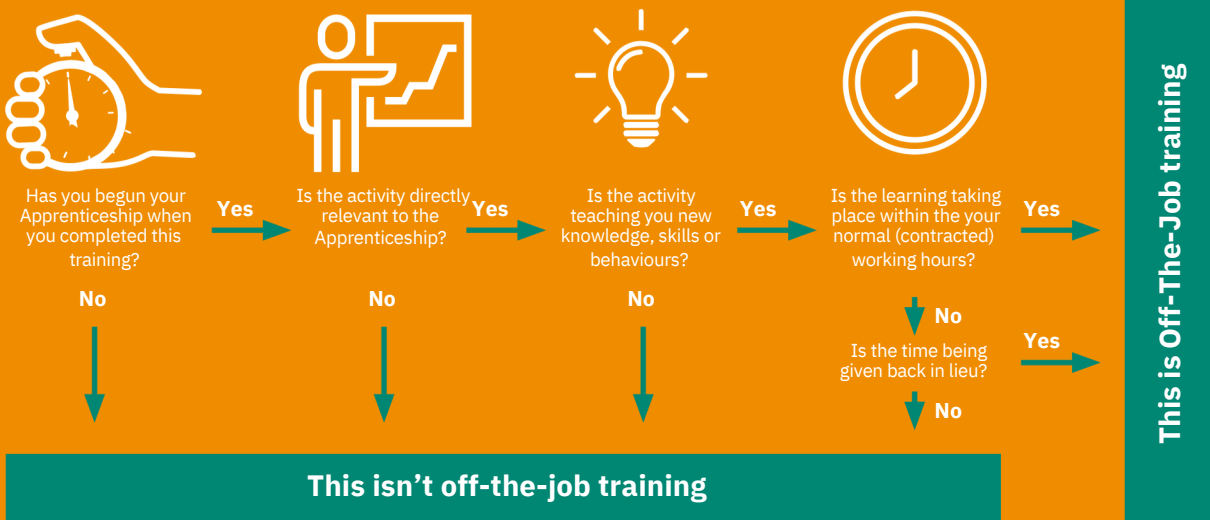 Has you begun your
Apprenticeship when
you completed this
training?
Yes
No
Is the activity directly
relevant to the
Apprenticeship?
Yes
No
Is the activity
teaching you new
knowledge, skills or
behaviours?
Yes
No
Is the learning taking
place within the your
normal (contracted)
working hours?
Yes
No
Is the time being
given back in lieu?
Yes
No
This is Off-The-Job training
This isn’t off-the-job training